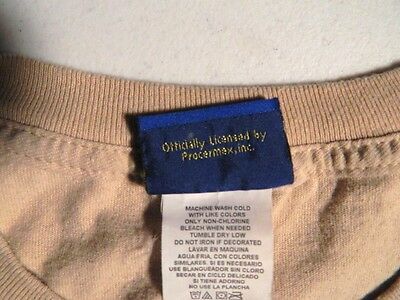 Officially Licensed by
Procermex,Inc.
MACHINE WASH COLD
WITH LIKE COLORS
ONLY NON-CHLORINE
BLEACH WHEN NEEDED
TUMBLE DRY LOW
DO NOT IRON IF DECORATED
LAVAR EN MAQUINA
AGUA FRIA, CON COLORES
SIMILARES. SI ES NECESARIO
USE BLANQUEADOR SIN CLORO
SECAR EN CICLO DELICADO
SI TIENE ADORNO
NO USE LA PLANCHA